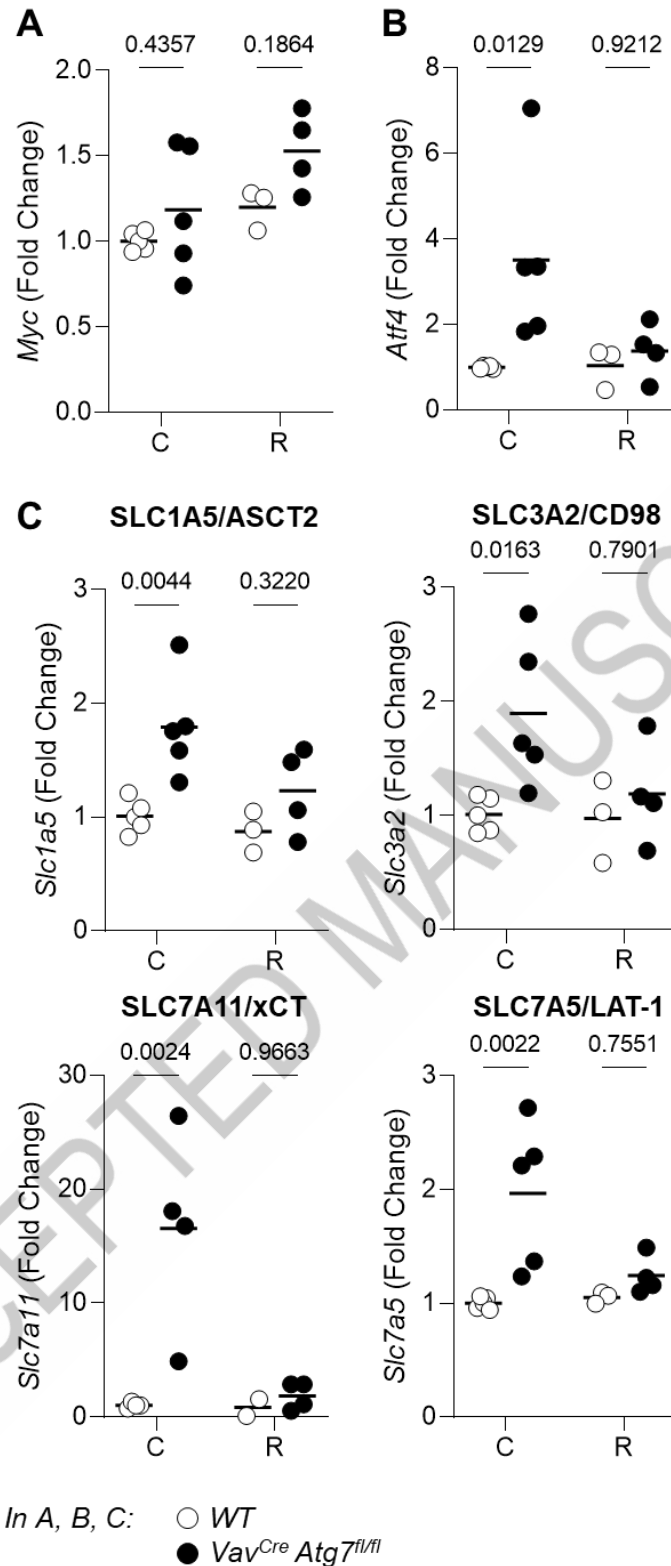 A
0.4357 0.1864
2.0
1.5
1.0
0.5
0.0
Myc (Fold Change)
C R
B
0.0129 0.9212
8
6
4
2
0
Atf4 (Fold Change)
C R
C
SLC1A5/ASCT2
0.0044 0.3220
3
2
1
0
Slc1a5 (Fold Change)
C R
SLC3A2/CD98
0.0163 0.7901
3
2
1
0
Slc3a2 (Fold Change)
C R
SLC7A11/xCT
0.0024 0.9663
30
20
10
0
Slc7a11 (Fold Change)
C R
SLC7A5/LAT-1
0.0022 0.7551
3
2
1
0
Slc7a5 (Fold Change)
C R
In A, B, C: WT
VavCre Atg7fl/fl
CEPTED MANUSC